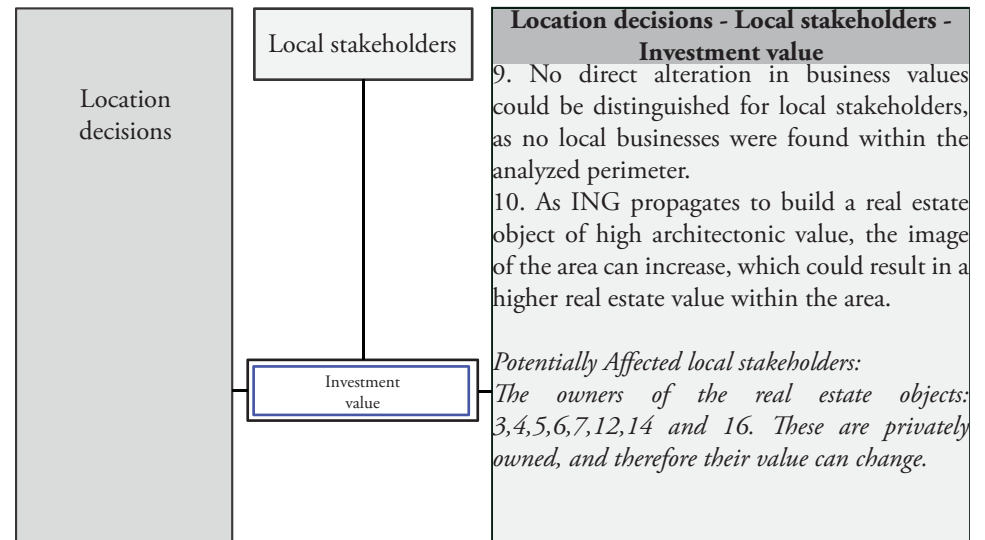 Location
decisions
Local stakeholders
Investment
value
Location decisions - Local stakeholders -
Investment value
9. No direct alteration in business values
could be distinguished for local stakeholders,
as no local businesses were found within the
analyzed perimeter.
10. As ING propagates to build a real estate
object of high architectonic value, the image
of the area can increase, which could result in a
higher real estate value within the area.
Potentially Affected local stakeholders:
The owners of the real estate objects:
3,4,5,6,7,12,14 and 16. These are privately
owned, and therefore their value can change.